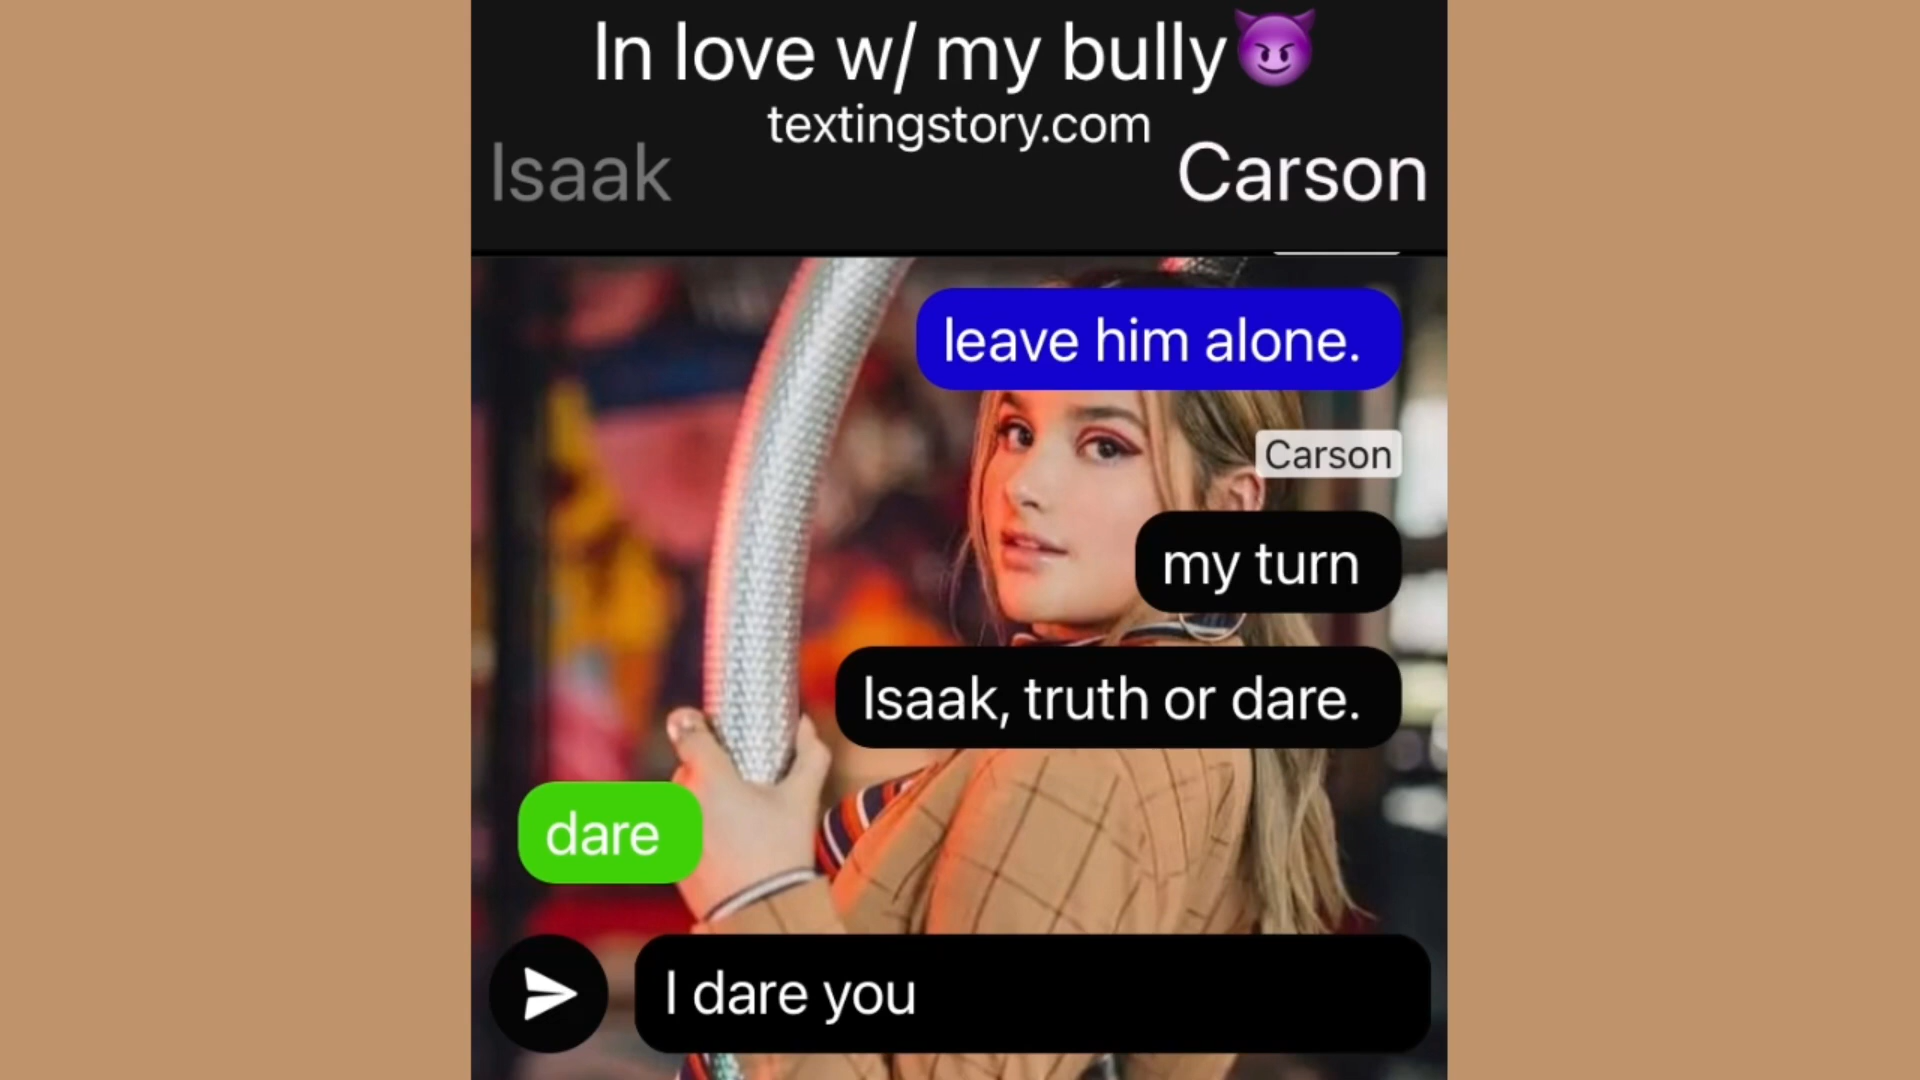 In love w/ my bully😈
textingstory.com
Isaak
Carson
leave him alone.
Carson
my turn
Isaak, truth or dare.
dare
I dare you